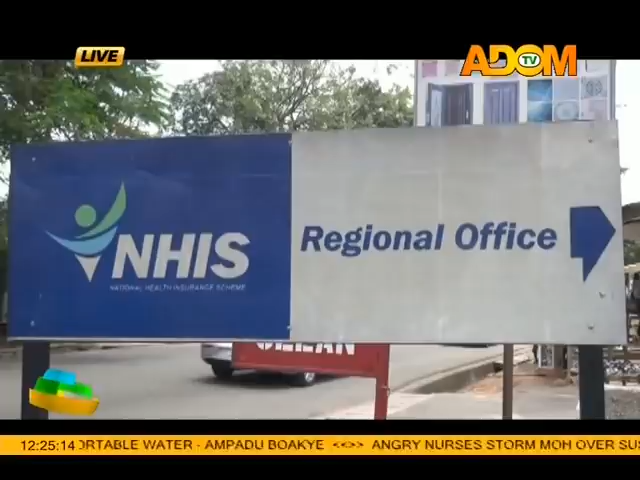 LIVE
ADOM TV
NHIS
NATIONAL HEALTH INSURANCE SCHEME
Regional Office
12:25:14 ORTABLE WATER - AMPADU BOAKYE <<>> ANGRY NURSES STORM MOH OVER SUS